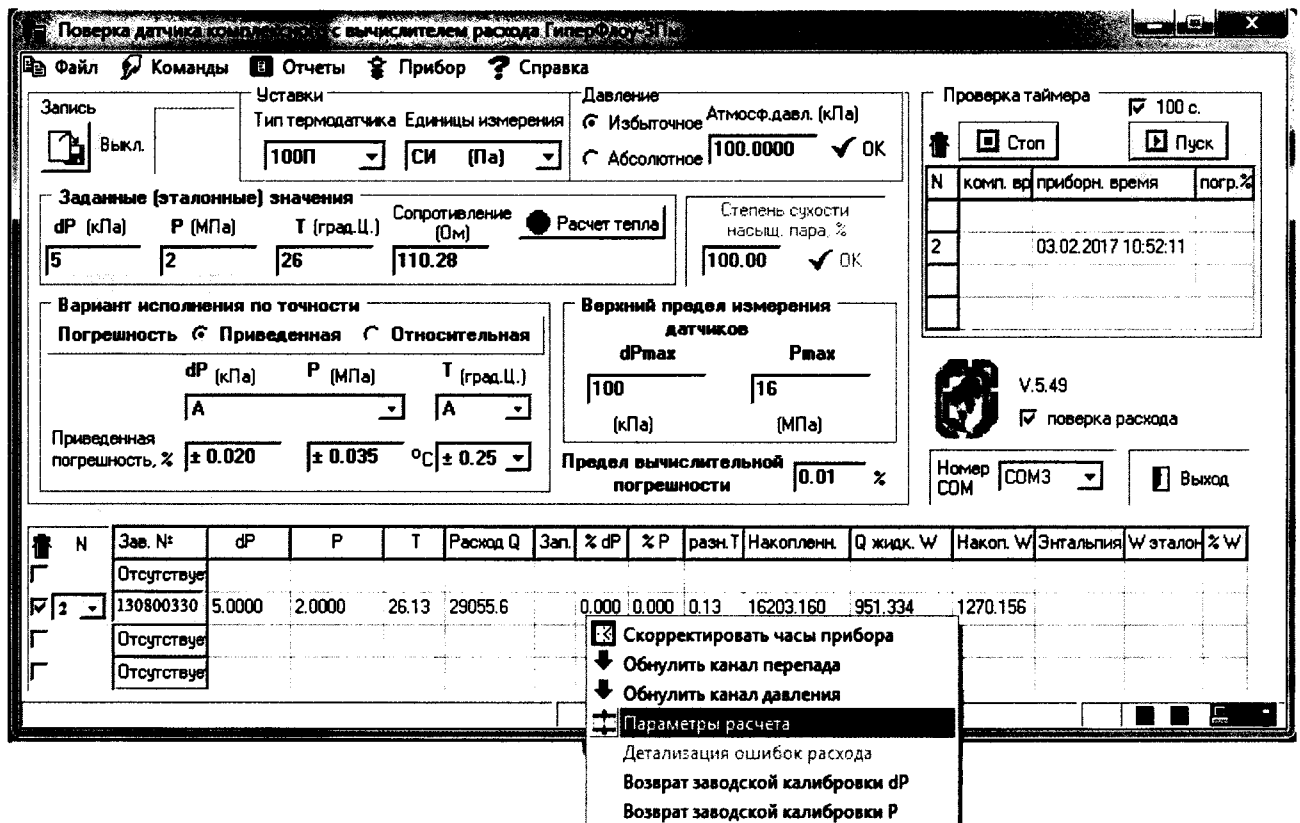 Поверка датчика комплексного с вычислителем расхода ГиперФлоу-3Пм
Файл Команды Отчеты Прибор ? Справка
Запись
Выкл.
Уставки
Тип термодатчика Единицы измерения
100П СИ (Па)
Давление
Избыточное
Абсолютное
Атмосф.давл. (кПа)
100.0000 OK
Проверка таймера
100 с.
Стоп Пуск
N комп. вр приборн. время погр.%
2 03.02.2017 10:52:11
Заданные (эталонные) значения
dP (кПа) P (МПа) T (град.Ц.) Сопротивление (Ом)
Расчет тепла
5 2 26 110.28
Степень сухости
насыщ. пара, %
100.00 OK
Вариант исполнения по точности
Погрешность Приведенная Относительная
dP (кПа) P (МПа) T (град.Ц.)
A A
Приведенная
погрешность, % ± 0.020 ± 0.035 °C ± 0.25
Верхний предел измерения
датчиков
dPmax Pmax
100 16
(кПа) (МПа)
Предел вычислительной
погрешности 0.01 %
V.5.49
поверка расхода
Номер
COM COM3
Выход
N Зав. № dP P T Расход Q Зап. % dP % P разн.T Накопленн. Q жидк. W Накоп. W Энтальпия W эталон % W
Отсутствуе
2 130800330 5.0000 2.0000 26.13 29055.6 0.000 0.000 0.13 16203.160 951.334 1270.156
Отсутствуе
Отсутствуе
Скорректировать часы прибора
Обнулить канал перепада
Обнулить канал давления
Параметры расчета
Детализация ошибок расхода
Возврат заводской калибровки dP
Возврат заводской калибровки P